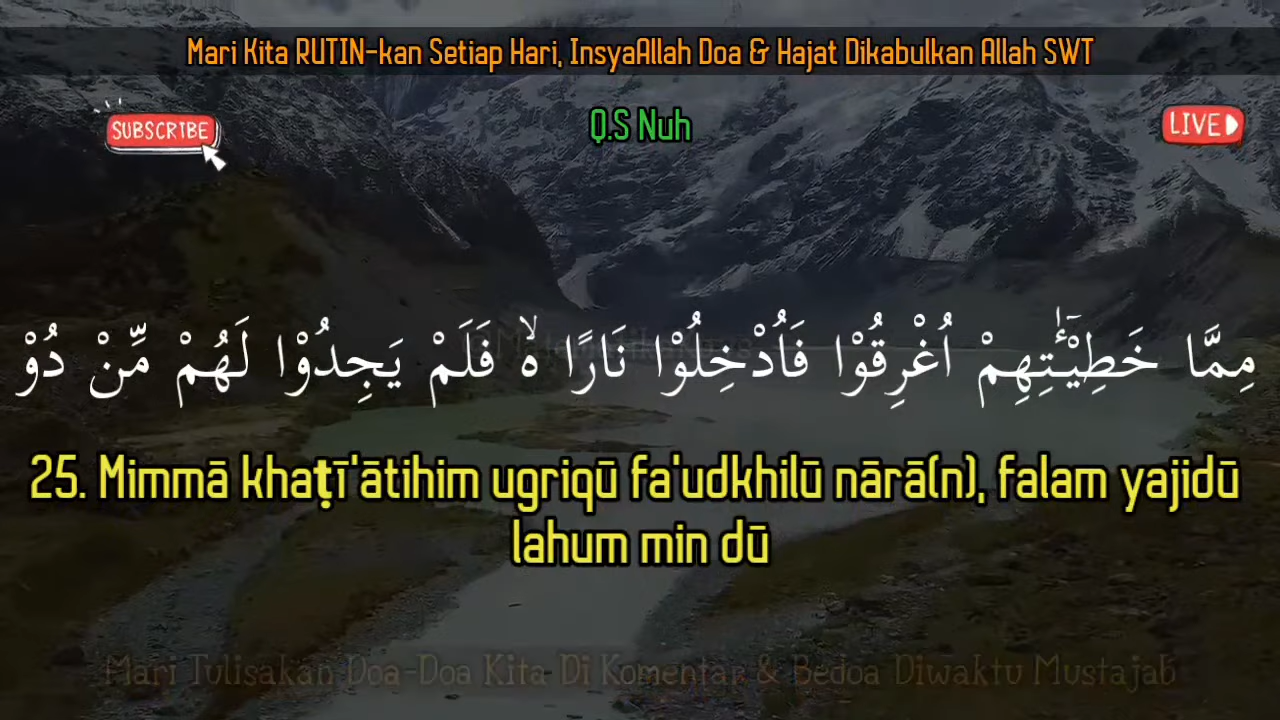 Mari Kita RUTIN-kan Setiap Hari, InsyaAllah Doa & Hajat Dikabulkan Allah SWT
SUBSCRIBE
Q.S Nuh
LIVE
مِمَّا خَطِيْۤـٰٔتِهِمْ اُغْرِقُوْا فَاُدْخِلُوْا نَارًا ەۙ فَلَمْ يَجِدُوْا لَهُمْ مِّنْ دُوْ
25. Mimmā khaṭī'ātihim ugriqū fa'udkhilū nārā(n), falam yajidū
lahum min dū
Mari Tulisakan Doa-Doa Kita Di Komentar & Bedoa Diwaktu Mustajab